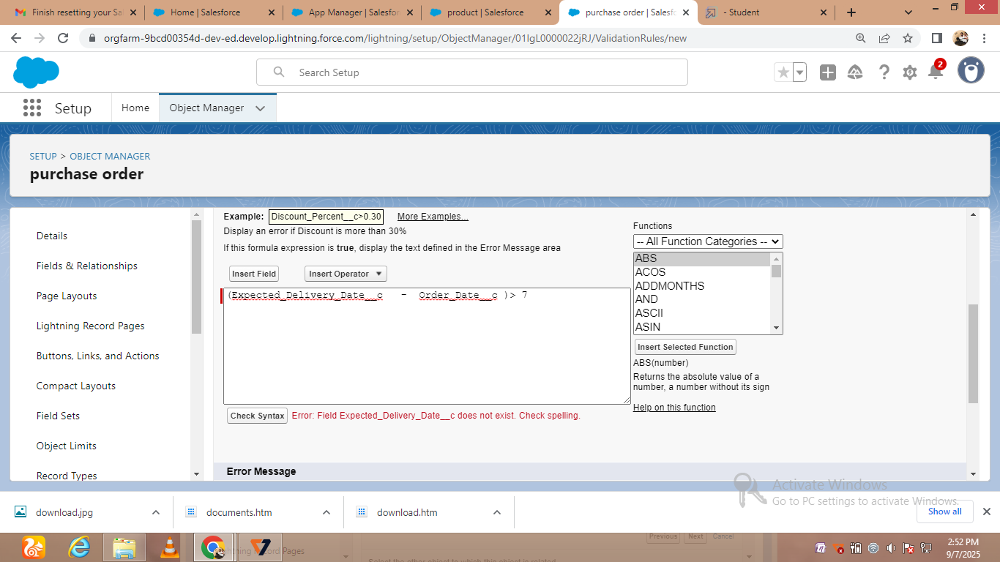 Finish resetting your Sal
Home | Salesforce
App Manager | Salesfor
product | Salesforce
purchase order | Salesfo
- Student
orgfarm-9bcd00354d-dev-ed.develop.lightning.force.com/lightning/setup/ObjectManager/01IgL0000022jRJ/ValidationRules/new
Search Setup
2
Setup
Home
Object Manager
SETUP > OBJECT MANAGER
purchase order
Details
Fields & Relationships
Page Layouts
Lightning Record Pages
Buttons, Links, and Actions
Compact Layouts
Field Sets
Object Limits
Record Types
Example: Discount_Percent__c>0.30 More Examples...
Display an error if Discount is more than 30%
If this formula expression is true, display the text defined in the Error Message area
Insert Field
Insert Operator
(Expected_Delivery_Date__c - Order_Date__c )> 7
Check Syntax
Error: Field Expected_Delivery_Date__c does not exist. Check spelling.
Functions
-- All Function Categories --
ABS
ACOS
ADDMONTHS
AND
ASCII
ASIN
Insert Selected Function
ABS(number)
Returns the absolute value of a
number, a number without its sign
Help on this function
Error Message
Activate Windows
Go to PC settings to activate Windows.
download.jpg
documents.htm
download.htm
Show all
Lightning Record Pages
Previous
Next
Cancel
Select the other object to which this object is related.
2:52 PM
9/7/2025